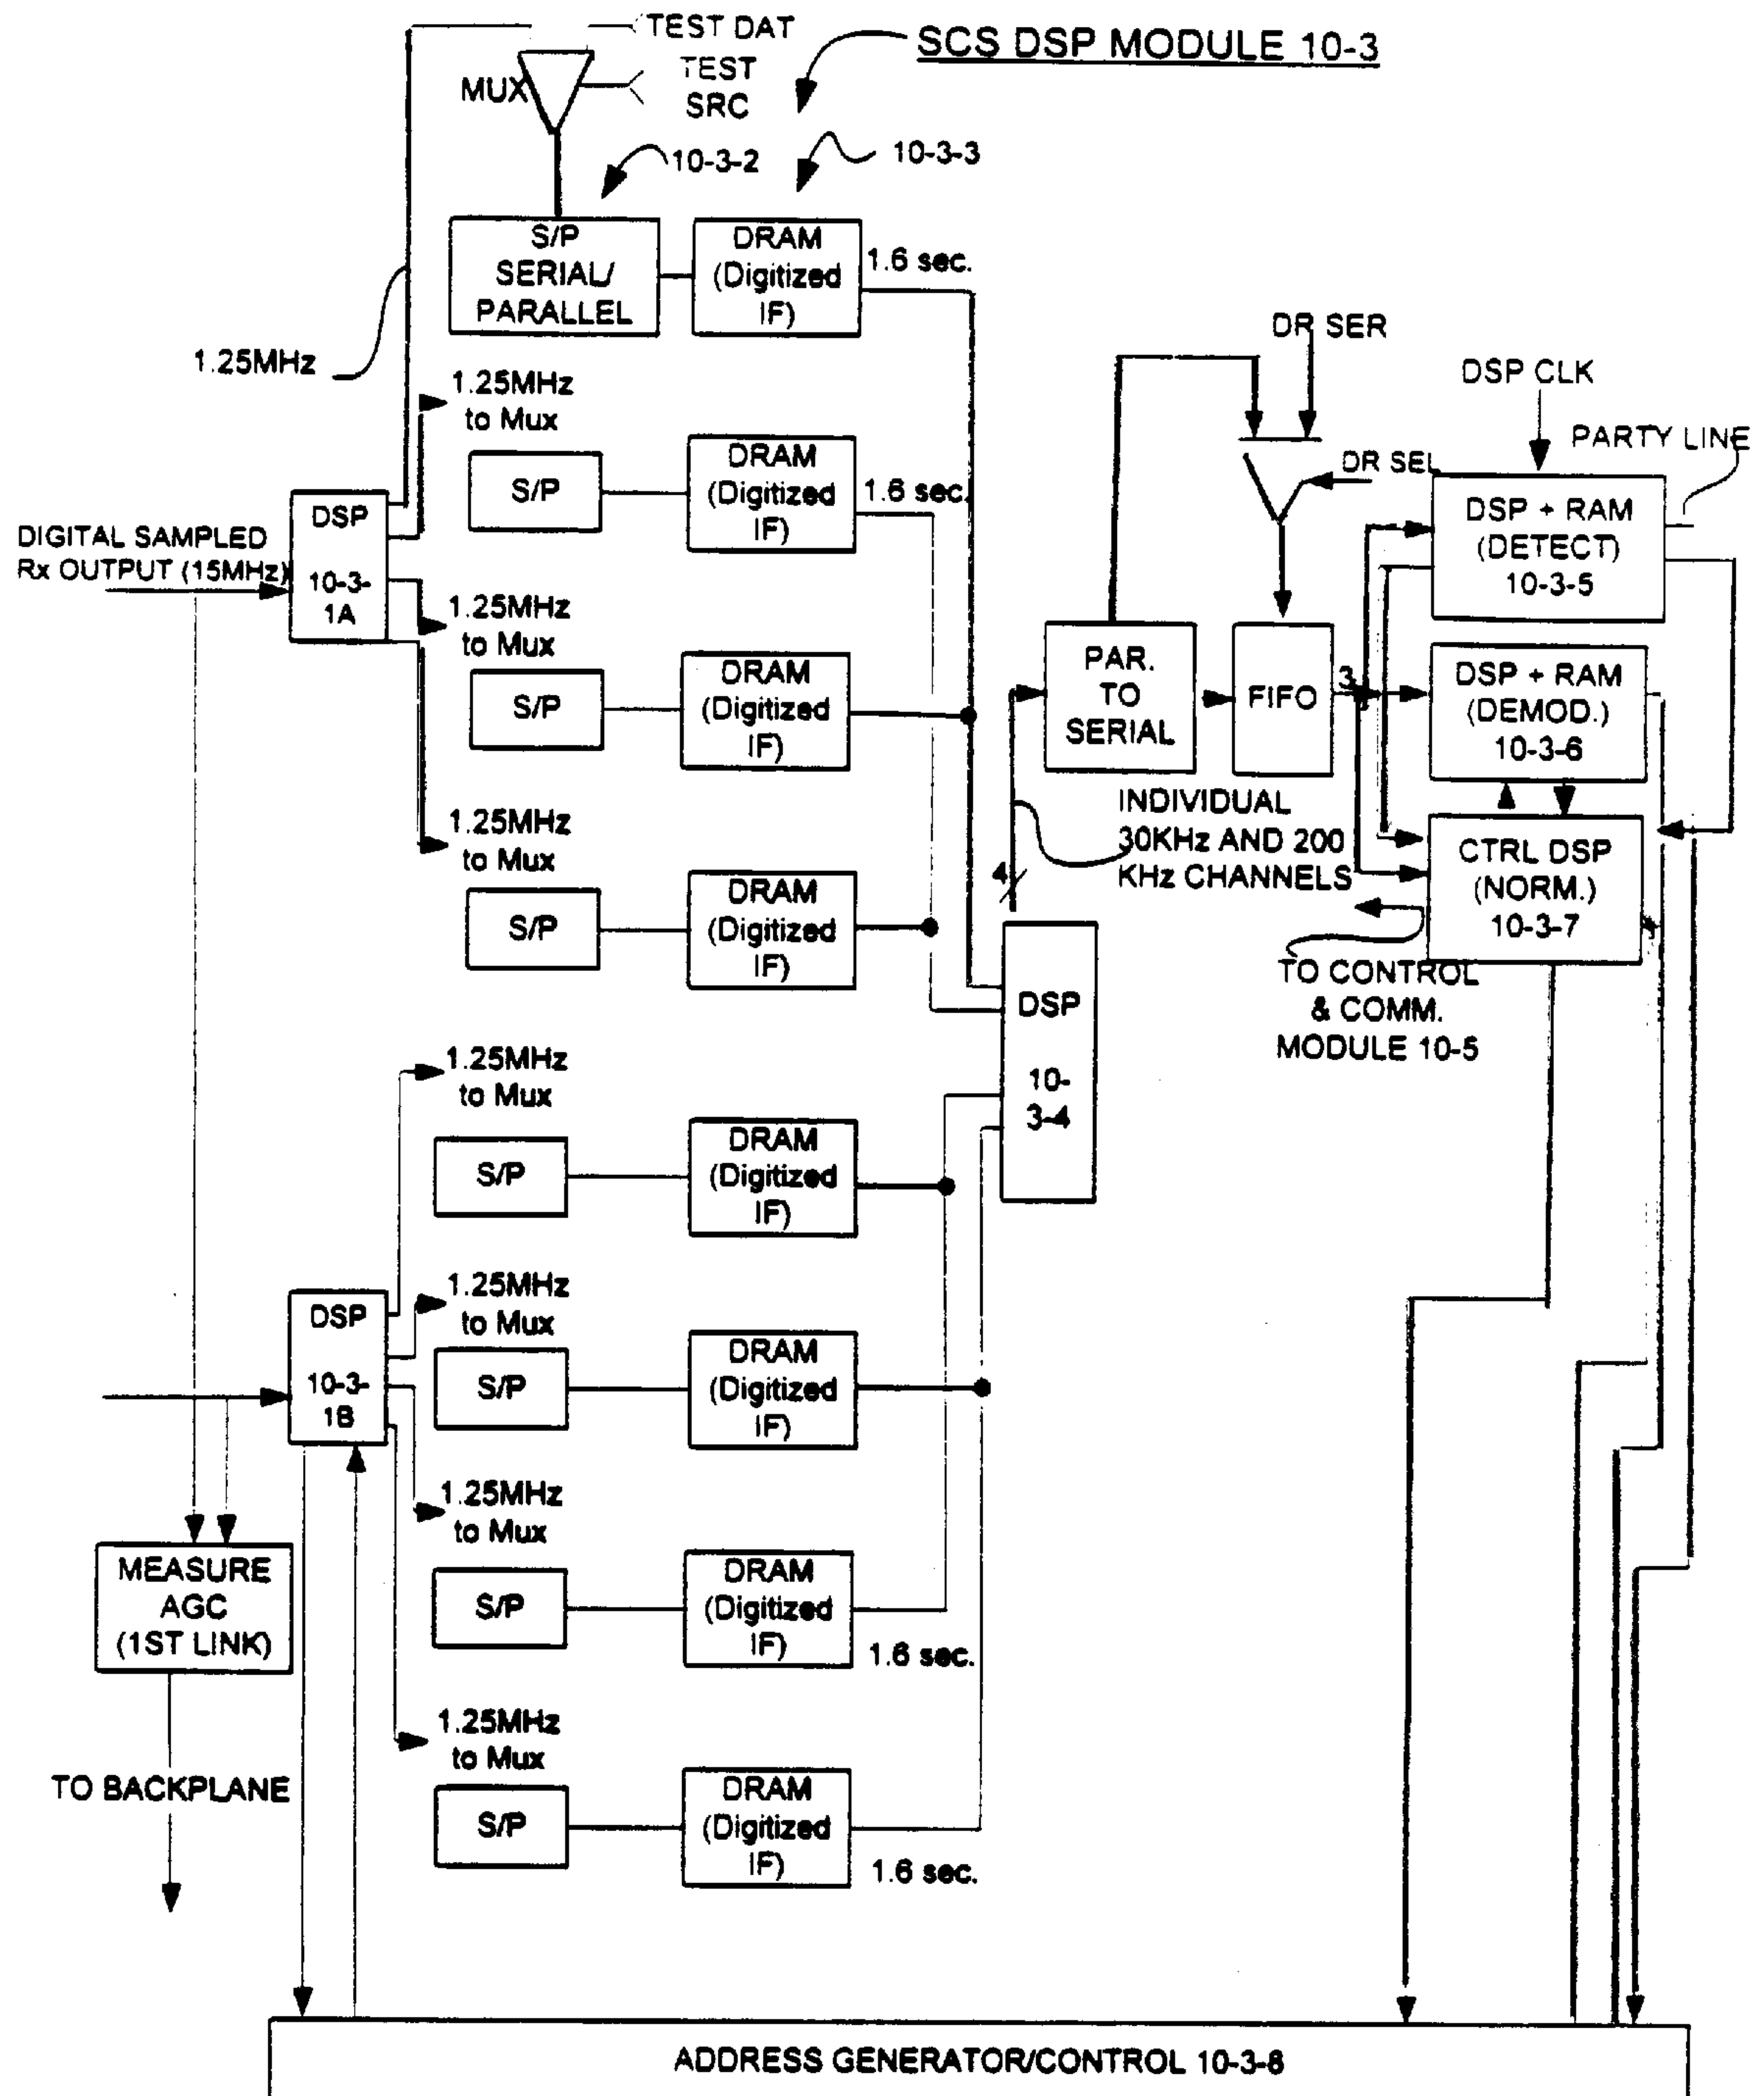 TEST DAT
SCS DSP MODULE 10-3
MUX
TEST
SRC
10-3-2
10-3-3
S/P
SERIAL/
PARALLEL
DRAM
(Digitized
IF)
1.6 sec.
1.25MHz
1.25MHz
to Mux
S/P
DRAM
(Digitized
IF)
1.6 sec.
DR SER
DSP CLK
PARTY LINE
DR SEL
DSP + RAM
(DETECT)
10-3-5
DIGITAL SAMPLED
Rx OUTPUT (15MHz)
DSP
10-3-
1A
1.25MHz
to Mux
S/P
DRAM
(Digitized
IF)
PAR.
TO
SERIAL
FIFO
3
DSP + RAM
(DEMOD.)
10-3-6
1.25MHz
to Mux
S/P
DRAM
(Digitized
IF)
4
INDIVIDUAL
30KHz AND 200
KHz CHANNELS
CTRL DSP
(NORM.)
10-3-7
TO CONTROL
& COMM.
MODULE 10-5
DSP
10-
3-4
1.25MHz
to Mux
S/P
DRAM
(Digitized
IF)
DSP
10-3-
1B
1.25MHz
to Mux
S/P
DRAM
(Digitized
IF)
1.25MHz
to Mux
S/P
DRAM
(Digitized
IF)
1.6 sec.
MEASURE
AGC
(1ST LINK)
TO BACKPLANE
1.25MHz
to Mux
S/P
DRAM
(Digitized
IF)
1.6 sec.
ADDRESS GENERATOR/CONTROL 10-3-8